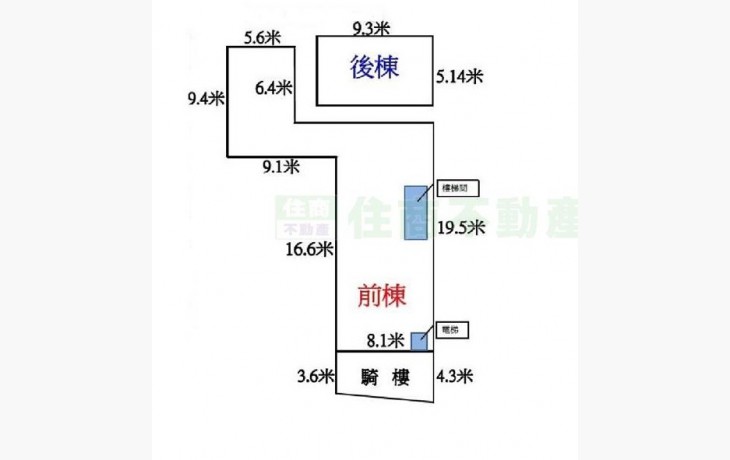 9.3米
5.6米
後棟
5.14米
6.4米
9.4米
9.1米
樓梯間
住商
不動產
住商不動產
19.5米
16.6米
前棟
電梯
8.1米
3.6米
騎樓
4.3米